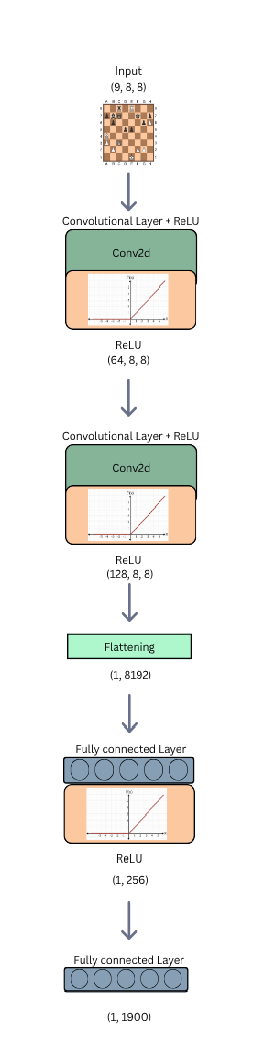 Input
(9, 8, 8)
Convolutional Layer + ReLU
Conv2d
ReLU
(64, 8, 8)
Convolutional Layer + ReLU
Conv2d
ReLU
(128, 8, 8)
Flattening
(1, 8192)
Fully connected Layer
ReLU
(1, 256)
Fully connected Layer
(1, 1900)